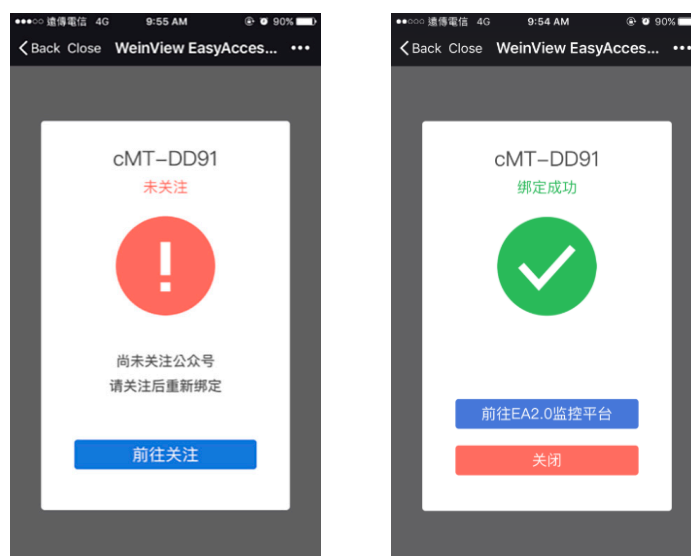 遠傳電信 4G 9:55 AM 90%
Back Close WeinView EasyAcces... •••
cMT-DD91
未关注
!
尚未关注公众号
请关注后重新绑定
前往关注
遠傳電信 4G 9:54 AM 90%
Back Close WeinView EasyAcces... •••
cMT-DD91
绑定成功
前往EA2.0监控平台
关闭